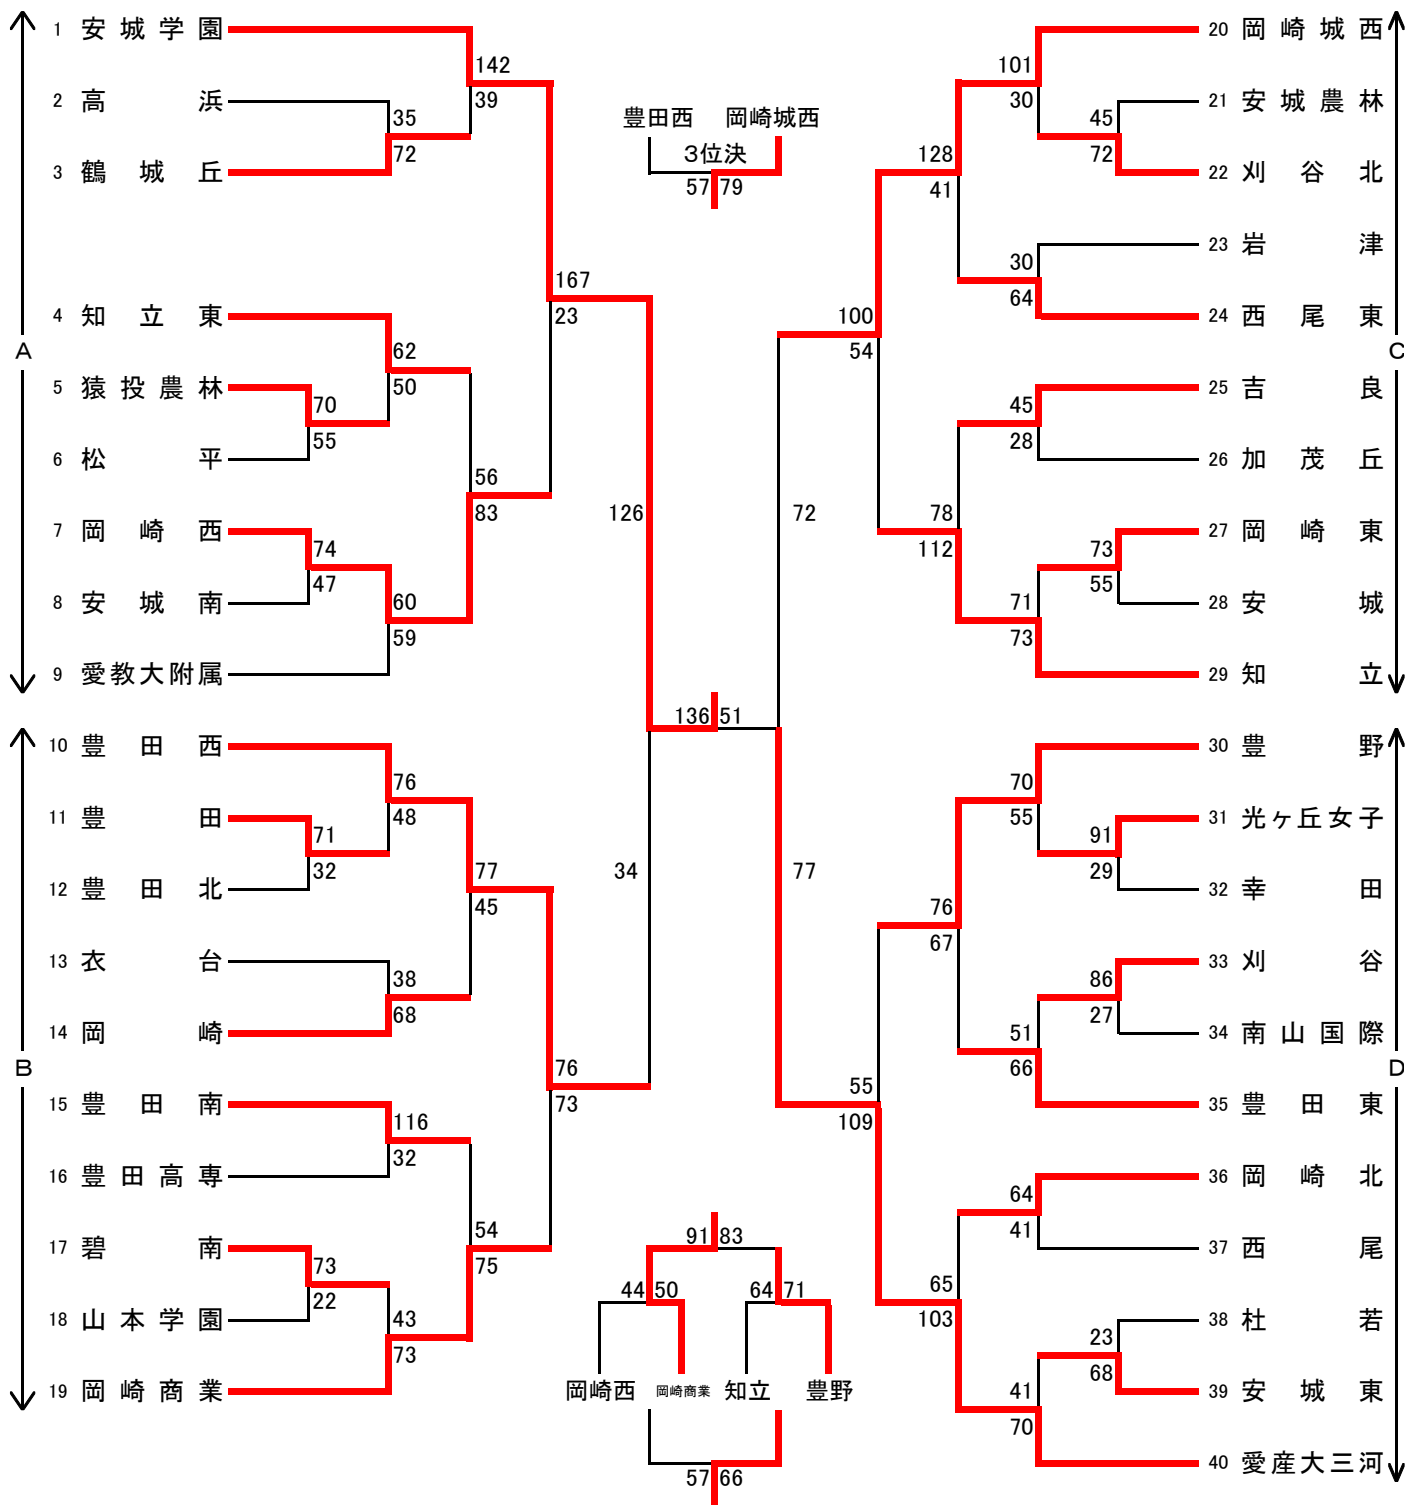 1 安城学園
2 高浜
3 鶴城丘
4 知立東
5 猿投農林
6 松平
7 岡崎西
8 安城南
9 愛教大附属
A
142
39
35
72
167
23
62
50
70
55
56
83
74
47
60
59
126
10 豊田西
11 豊田
12 豊田北
13 衣台
14 岡崎
15 豊田南
16 豊田高専
17 碧南
18 山本学園
19 岡崎商業
B
76
48
71
32
77
45
38
68
76
73
116
32
54
75
73
22
43
73
34
豊田西 岡崎城西
3位決
57 79
136 51
91 83
44 50 64 71
岡崎西 岡崎商業 知立 豊野
57 66
20 岡崎城西
21 安城農林
22 刈谷北
23 岩津
24 西尾東
25 吉良
26 加茂丘
27 岡崎東
28 安城
29 知立
C
101
30
45
72
128
41
30
64
100
54
45
28
78
112
73
55
71
73
72
30 豊野
31 光ヶ丘女子
32 幸田
33 刈谷
34 南山国際
35 豊田東
36 岡崎北
37 西尾
38 杜若
39 安城東
40 愛産大三河
D
70
55
91
29
76
67
86
27
51
66
55
109
64
41
65
103
23
68
41
70
77